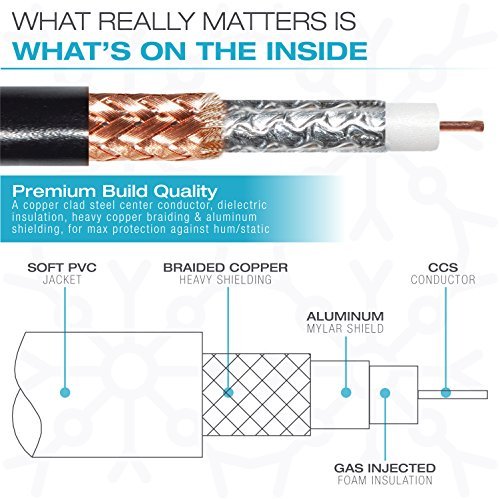 WHAT REALLY MATTERS IS
WHAT'S ON THE INSIDE
Premium Build Quality
A copper clad steel center conductor, dielectric
insulation, heavy copper braiding & aluminum
shielding, for max protection against hum/static
SOFT PVC
JACKET
BRAIDED COPPER
HEAVY SHIELDING
CCS
CONDUCTOR
ALUMINUM
MYLAR SHIELD
GAS INJECTED
FOAM INSULATION